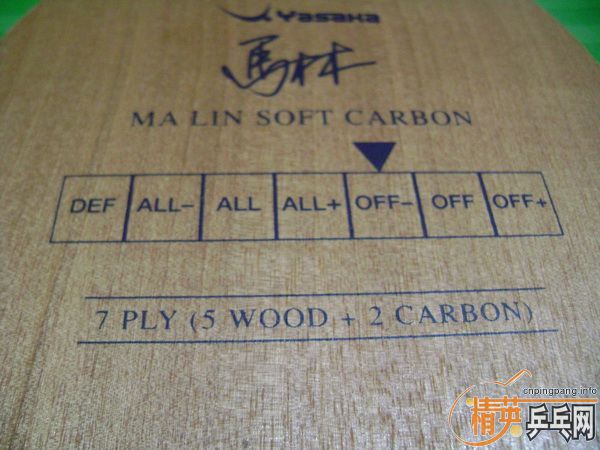 Yasaka
馬林
MA LIN SOFT CARBON
DEF ALL- ALL ALL+ OFF- OFF OFF+
7 PLY (5 WOOD + 2 CARBON)
cnpingpang.info
精英乒乓网